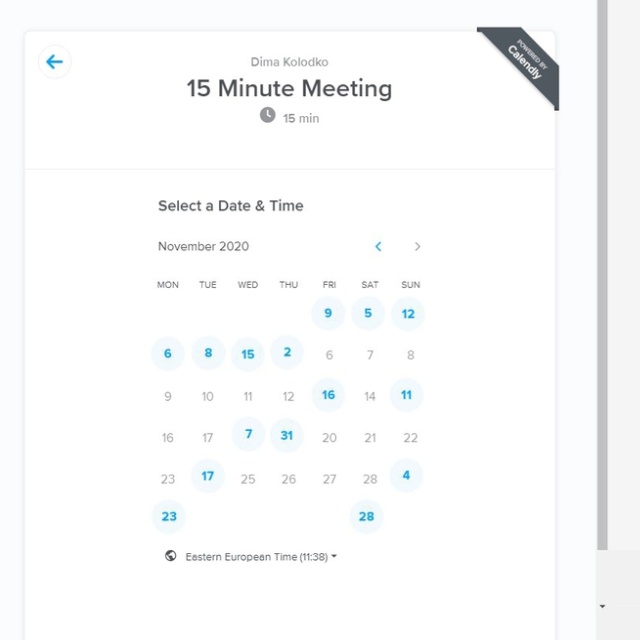 POWERED BY
Calendly
Dima Kolodko
15 Minute Meeting
15 min
Select a Date & Time
November 2020
MON TUE WED THU FRI SAT SUN
9 5 12
6 8 15 2 6 7 8
9 10 11 12 16 14 11
16 17 7 31 20 21 22
23 17 25 26 27 28 4
23 28
Eastern European Time (11:38)